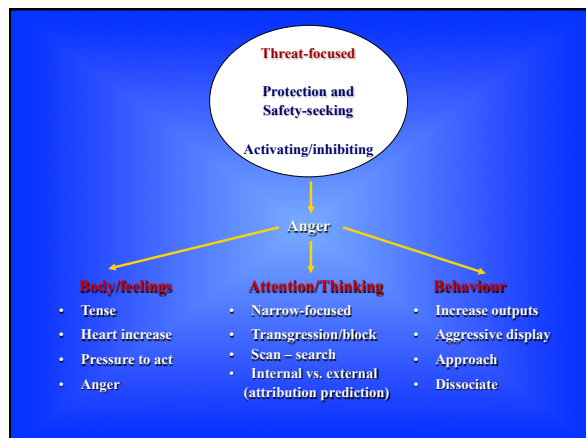 Threat-focused
Protection and
Safety-seeking
Activating/inhibiting
Anger
Body/feelings
• Tense
• Heart increase
• Pressure to act
• Anger
Attention/Thinking
• Narrow-focused
• Transgression/block
• Scan – search
• Internal vs. external
(attribution prediction)
Behaviour
• Increase outputs
• Aggressive display
• Approach
• Dissociate